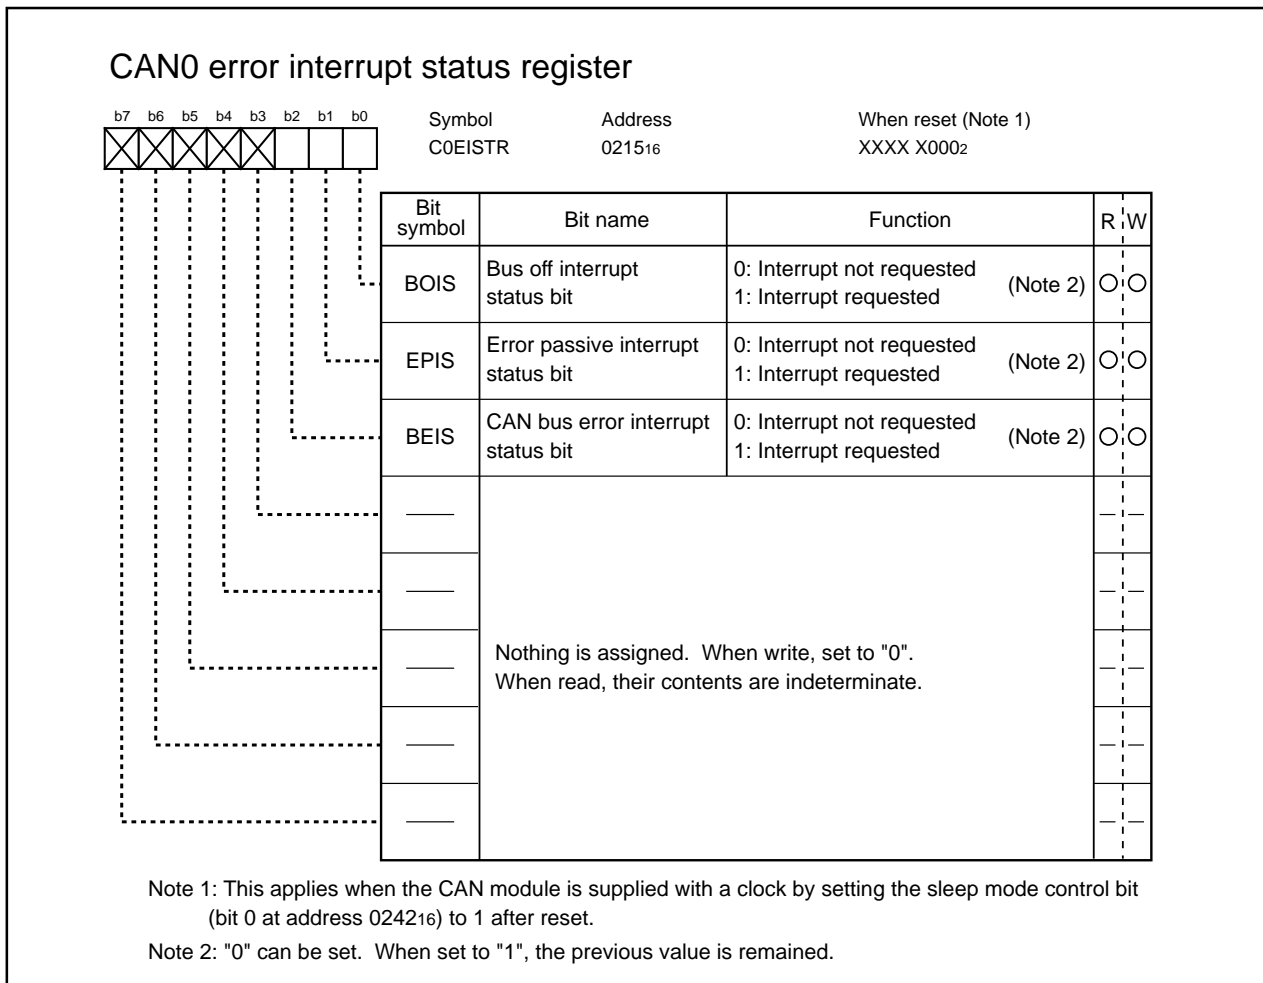 CAN0 error interrupt status register
b7 b6 b5 b4 b3 b2 b1 b0
Symbol Address When reset (Note 1)
C0EISTR 021516 XXXX X0002
Bit symbol Bit name Function R W
BOIS Bus off interrupt status bit 0: Interrupt not requested 1: Interrupt requested (Note 2)
EPIS Error passive interrupt status bit 0: Interrupt not requested 1: Interrupt requested (Note 2)
BEIS CAN bus error interrupt status bit 0: Interrupt not requested 1: Interrupt requested (Note 2)
Nothing is assigned. When write, set to "0".
When read, their contents are indeterminate.
Note 1: This applies when the CAN module is supplied with a clock by setting the sleep mode control bit
(bit 0 at address 024216) to 1 after reset.
Note 2: "0" can be set. When set to "1", the previous value is remained.